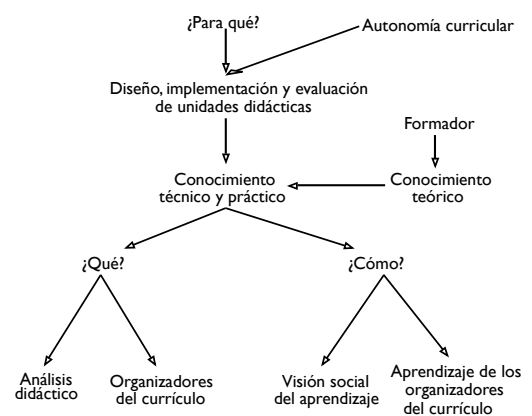 ¿Para qué?
Autonomía curricular
Diseño, implementación y evaluación
de unidades didácticas
Formador
Conocimiento
técnico y práctico
Conocimiento
teórico
¿Qué?
¿Cómo?
Análisis
didáctico
Organizadores
del currículo
Visión social
del aprendizaje
Aprendizaje de los
organizadores
del currículo